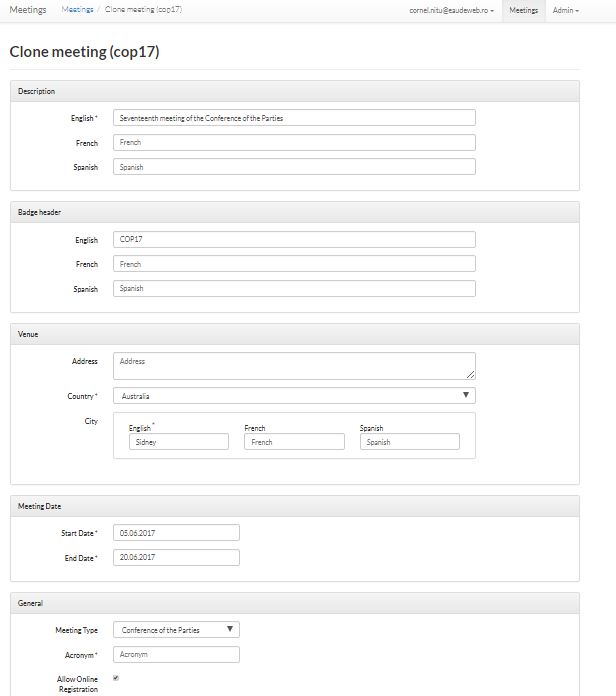 Meetings Meetings / Clone meeting (cop17) cornel.nitu@eaudeweb.ro Meetings Admin
Clone meeting (cop17)
Description
English * Seventeenth meeting of the Conference of the Parties
French French
Spanish Spanish
Badge header
English COP17
French French
Spanish Spanish
Venue
Address Address
Country * Australia
City
English * French Spanish
Sidney French Spanish
Meeting Date
Start Date * 05.06.2017
End Date * 20.06.2017
General
Meeting Type Conference of the Parties
Acronym * Acronym
Allow Online
Registration